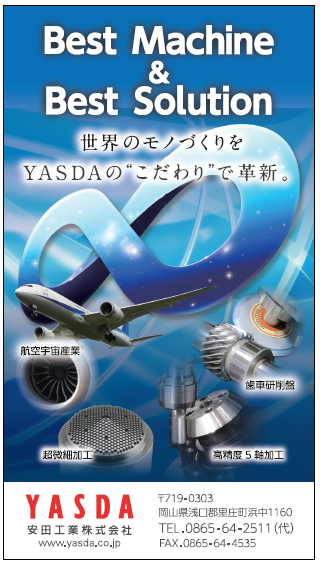 Best Machine
&
Best Solution
世界のモノづくりを
YASDAの“こだわり”で革新。
航空宇宙産業
歯車研削盤
超微細加工
高精度5軸加工
YASDA
安田工業株式会社
www.yasda.co.jp
〒719-0303
岡山県浅口郡里庄町浜中1160
TEL.0865-64-2511(代)
FAX.0865-64-4535